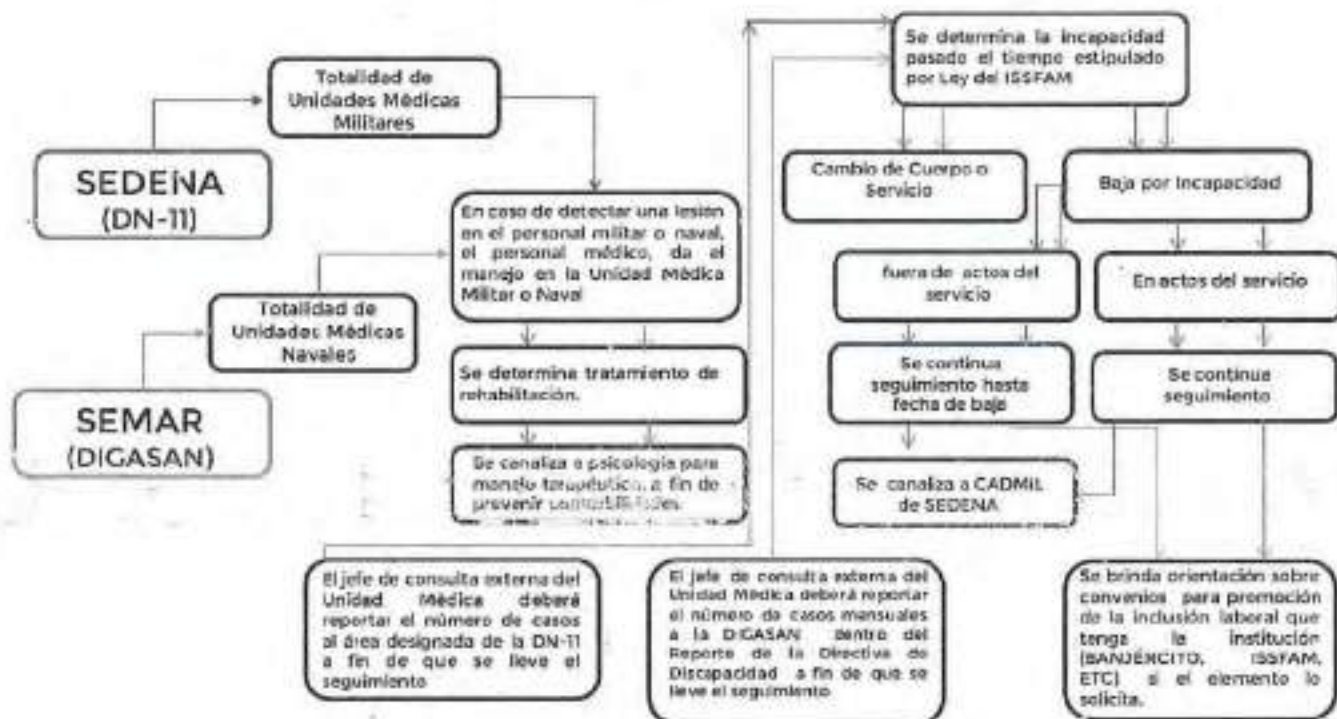 SEDENA
(DN-11)
Totalidad de
Unidades Médicas
Militares
SEMAR
(DIGASAN)
Totalidad de
Unidades Médicas
Navales
En caso de detectar una lesión
en el personal militar o naval,
el personal médico, da el
manejo en la Unidad Médica
Militar o Naval
Se determina tratamiento de
rehabilitación.
Se canaliza a psicología para
manejo terapéutico, a fin de
prevenir
El jefe de consulta externa del
Unidad Médica deberá
reportar el número de casos
al área designada de la DN-11
a fin de que se lleve el
seguimiento
El jefe de consulta externa del
Unidad Médica deberá reportar
el número de casos mensuales
a la DIGASAN dentro del
Reporte de la Directiva de
Discapacidad a fin de que se
lleve el seguimiento
Se determina la incapacidad
pasado el tiempo estipulado
por Ley del ISSFAM
Cambio de Cuerpo o
Servicio
Baja por Incapacidad
fuera de actos del
servicio
En actos del servicio
Se continua
seguimiento hasta
fecha de baja
Se continua
seguimiento
Se canaliza a CADMIL
de SEDENA
Se brinda orientación sobre
convenios para promoción
de la inclusión laboral que
tenga la institución
(BANJÉRCITO, ISSFAM,
ETC) si el elemento lo
solicita.